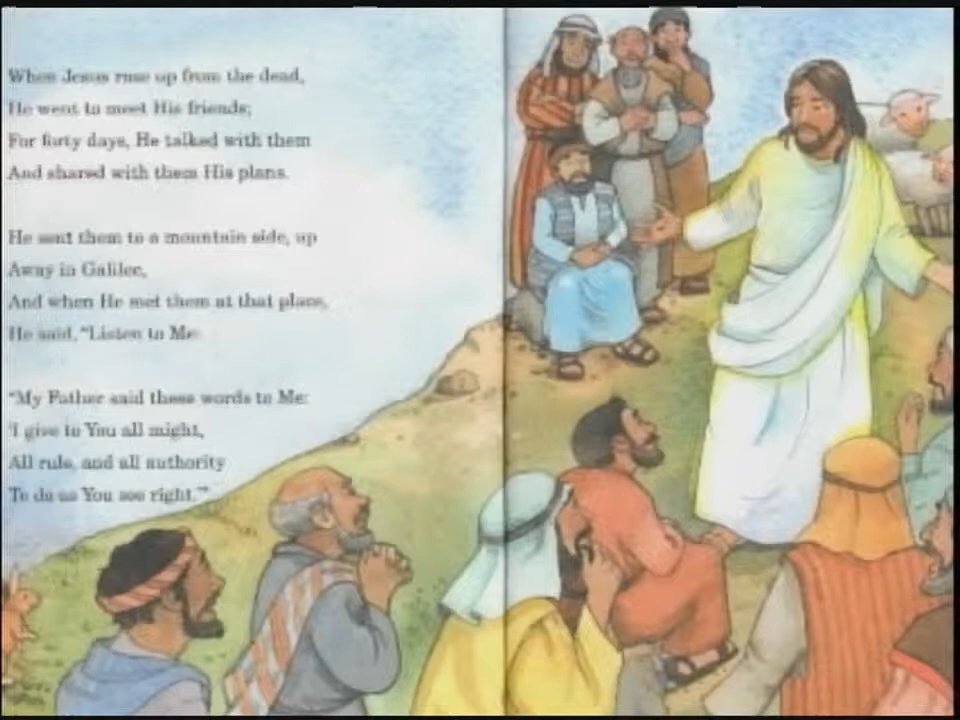 When Jesus rose up from the dead,
He went to meet His friends;
For forty days, He talked with them
And shared with them His plans.
He sent them to a mountain side, up
Away in Galilee,
And when He met them at that place,
He said, “Listen to Me:
“My Father said these words to Me:
‘I give to You all might,
All rule, and all authority
To do as You see right.’”